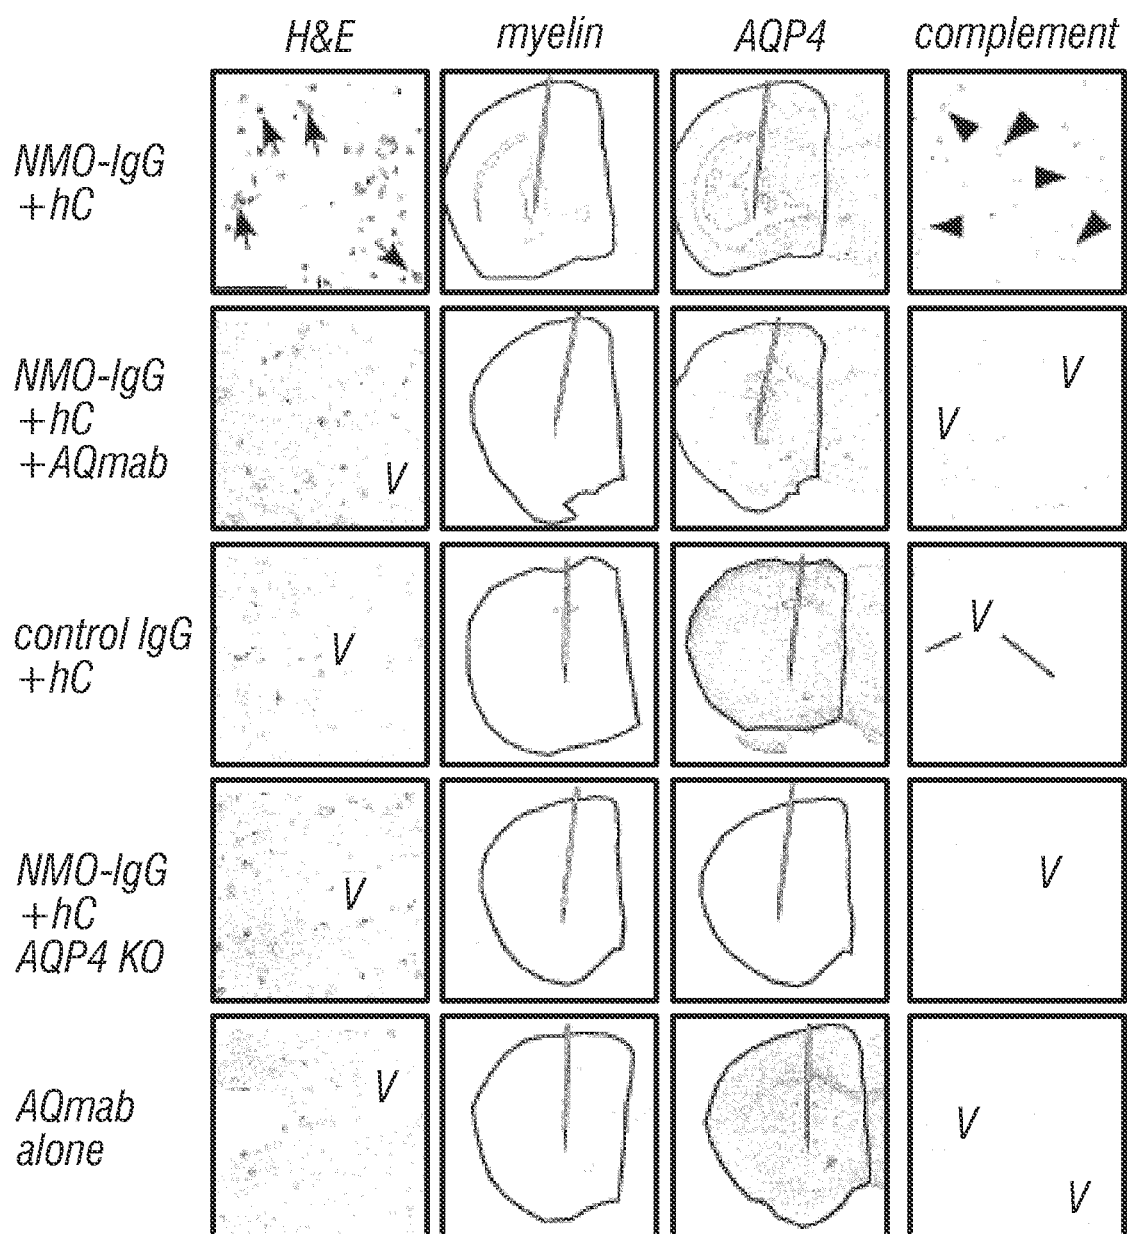 H&E myelin AQP4 complement
NMO-IgG
+hC
NMO-IgG
+hC
+AQmab
V
V
V
control IgG
+hC
V
V
NMO-IgG
+hC
AQP4 KO
V
V
AQmab
alone
V
V
V